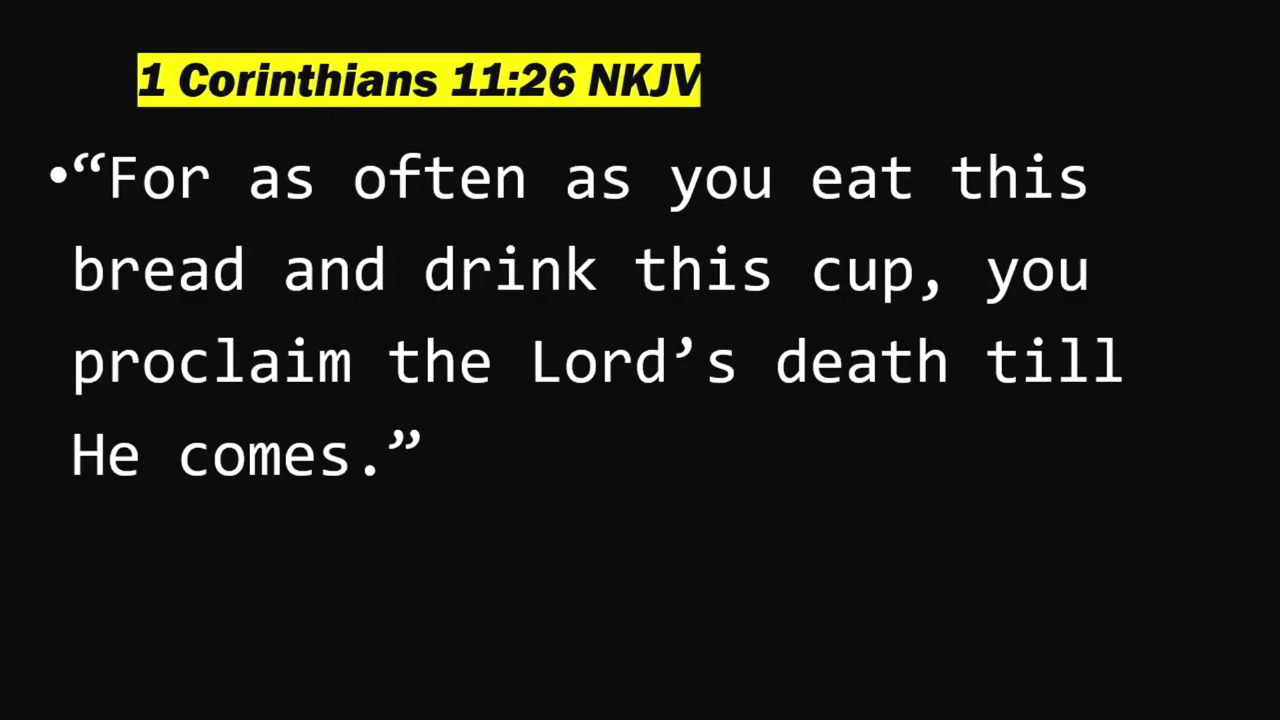 1 Corinthians 11:26 NKJV
•“For as often as you eat this
bread and drink this cup, you
proclaim the Lord’s death till
He comes.”